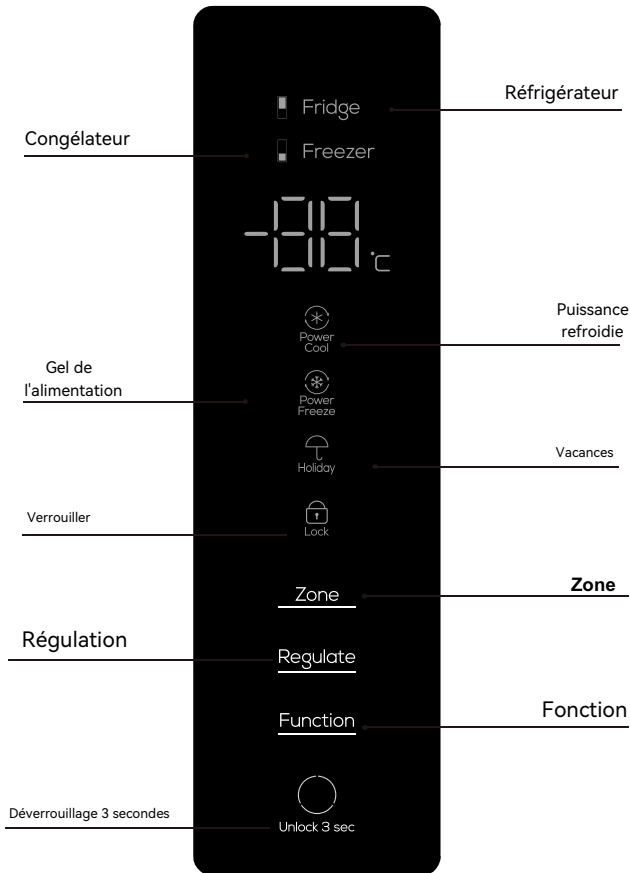 Réfrigérateur
Fridge
Congélateur
Freezer
-88 °C
Puissance
refroidie
Power
Cool
Gel de
l'alimentation
Power
Freeze
Vacances
Holiday
Verrouiller
Lock
Zone
Zone
Régulation
Regulate
Fonction
Function
Déverrouillage 3 secondes
Unlock 3 sec